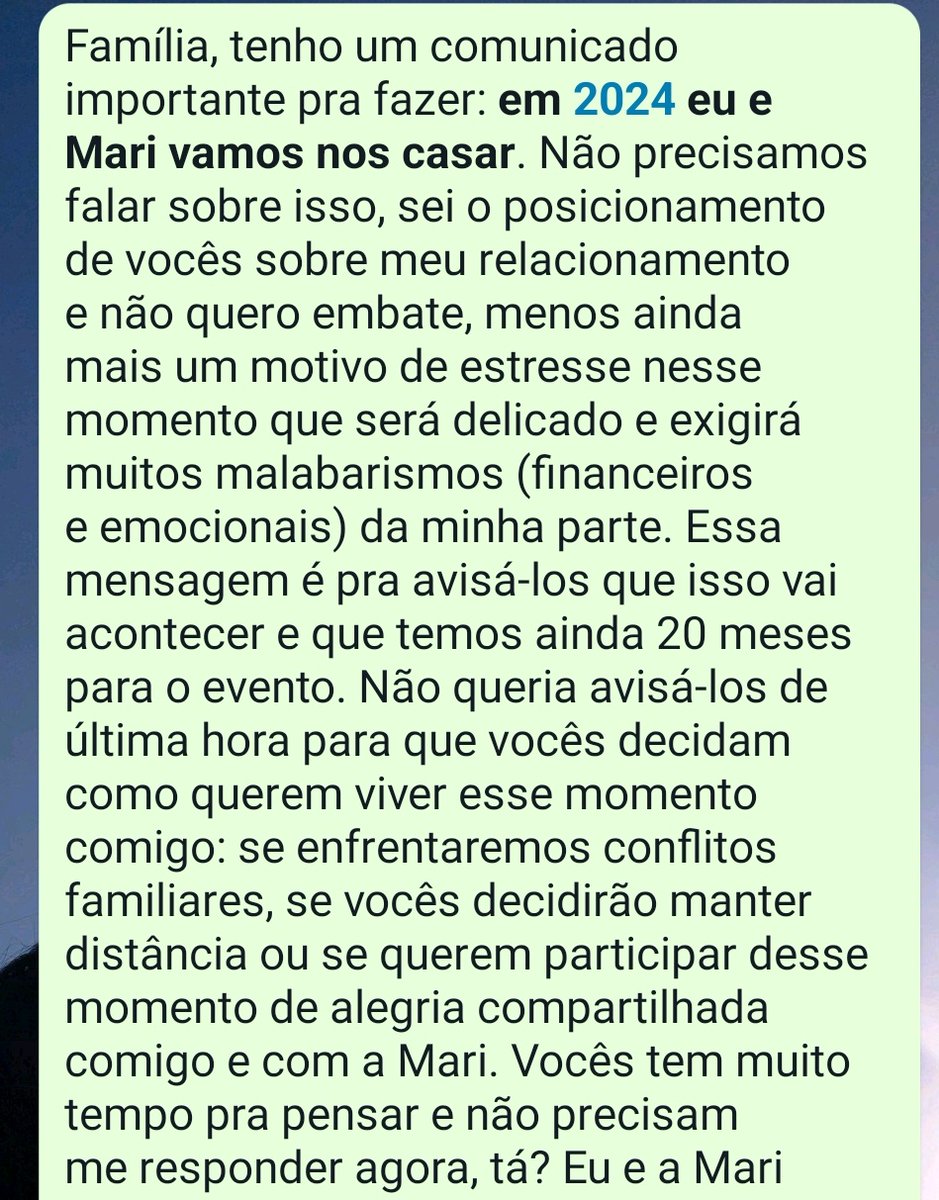 Família, tenho um comunicado
importante pra fazer: em 2024 eu e
Mari vamos nos casar. Não precisamos
falar sobre isso, sei o posicionamento
de vocês sobre meu relacionamento
e não quero embate, menos ainda
mais um motivo de estresse nesse
momento que será delicado e exigirá
muitos malabarismos (financeiros
e emocionais) da minha parte. Essa
mensagem é pra avisá-los que isso vai
acontecer e que temos ainda 20 meses
para o evento. Não queria avisá-los de
última hora para que vocês decidam
como querem viver esse momento
comigo: se enfrentaremos conflitos
familiares, se vocês decidirão manter
distância ou se querem participar desse
momento de alegria compartilhada
comigo e com a Mari. Vocês tem muito
tempo pra pensar e não precisam
me responder agora, tá? Eu e a Mari